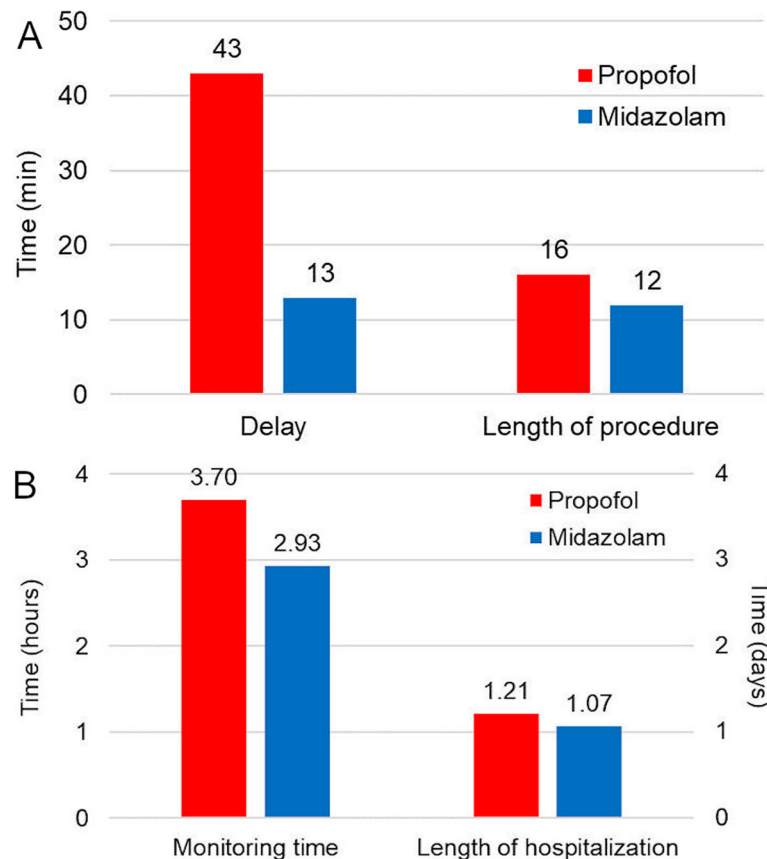 A
50
43
Propofol
Midazolam
40
30
20
16
13
12
10
0
Time (min)
Delay
Length of procedure
B
4
4
3.70
Propofol
Midazolam
2.93
3
3
2
2
1.21
1.07
1
1
0
0
Time (hours)
Time (days)
Monitoring time
Length of hospitalization